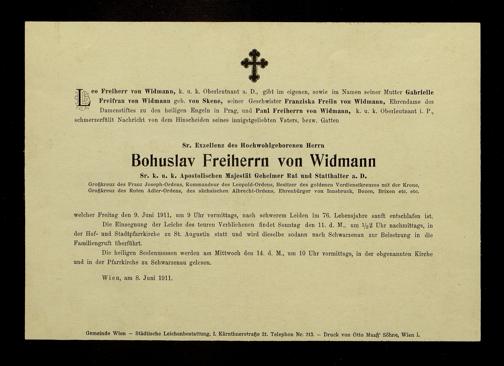 Leo Freiherr von Widmann, k. u. k. Oberleutnant a. D., gibt im eigenen, sowie im Namen seiner Mutter Gabrielle
Freifrau von Widmann geb. von Skene, seiner Geschwister Franziska Freiin von Widmann, Ehrendame des
Damenstiftes zu den heiligen Engeln in Prag, und Paul Freiherrn von Widmann, k. u. k. Oberleutnant i. P.,
schmerzerfüllt Nachricht von dem Hinscheiden seines innigstgeliebten Vaters, bezw. Gatten
Sr. Exzellenz des Hochwohlgeborenen Herrn
Bohuslav Freiherrn von Widmann
Sr. k. u. k. Apostolischen Majestät Geheimer Rat und Statthalter a. D.
Großkreuz des Franz Joseph-Ordens, Kommandeur des Leopold-Ordens, Besitzer des goldenen Verdienstkreuzes mit der Krone,
Großkreuz des Roten Adler-Ordens, des sächsischen Albrecht-Ordens, Ehrenbürger von Innsbruck, Bozen, Brixen etc. etc.
welcher Freitag den 9. Juni 1911, um 9 Uhr vormittags, nach schwerem Leiden im 76. Lebensjahre sanft entschlafen ist.
Die Einsegnung der Leiche des teuren Verblichenen findet Sonntag den 11. d. M., um 1/2 2 Uhr nachmittags, in
der Hof- und Stadtpfarrkirche zu St. Augustin statt und wird dieselbe sodann nach Schwarzenau zur Beisetzung in die
Familiengruft überführt.
Die heiligen Seelenmessen werden am Mittwoch den 14. d. M., um 10 Uhr vormittags, in der obgenannten Kirche
und in der Pfarrkirche zu Schwarzenau gelesen.
Wien, am 8. Juni 1911.
Gemeinde Wien — Städtische Leichenbestattung, I. Kärnthnerstraße 21. Telephon Nr. 213. — Druck von Otto Maaß' Söhne, Wien I.